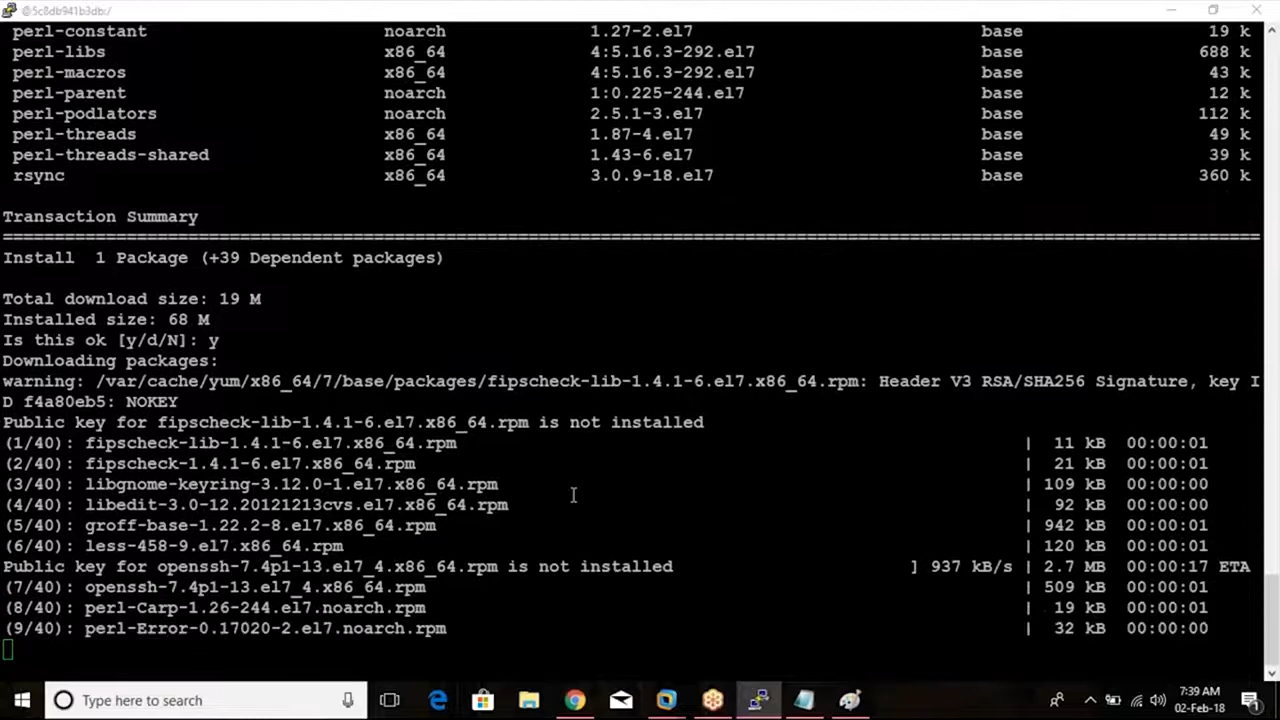 @5c8db941b3db:/
perl-constant noarch 1.27-2.el7 base 19 k
perl-libs x86_64 4:5.16.3-292.el7 base 688 k
perl-macros x86_64 4:5.16.3-292.el7 base 43 k
perl-parent noarch 1:0.225-244.el7 base 12 k
perl-podlators noarch 2.5.1-3.el7 base 112 k
perl-threads x86_64 1.87-4.el7 base 49 k
perl-threads-shared x86_64 1.43-6.el7 base 39 k
rsync x86_64 3.0.9-18.el7 base 360 k
Transaction Summary
================================================================================
Install 1 Package (+39 Dependent packages)
Total download size: 19 M
Installed size: 68 M
Is this ok [y/d/N]: y
Downloading packages:
warning: /var/cache/yum/x86_64/7/base/packages/fipscheck-lib-1.4.1-6.el7.x86_64.rpm: Header V3 RSA/SHA256 Signature, key I
D f4a80eb5: NOKEY
Public key for fipscheck-lib-1.4.1-6.el7.x86_64.rpm is not installed
(1/40): fipscheck-lib-1.4.1-6.el7.x86_64.rpm | 11 kB 00:00:01
(2/40): fipscheck-1.4.1-6.el7.x86_64.rpm | 21 kB 00:00:01
(3/40): libgnome-keyring-3.12.0-1.el7.x86_64.rpm | 109 kB 00:00:00
(4/40): libedit-3.0-12.20121213cvs.el7.x86_64.rpm | 92 kB 00:00:00
(5/40): groff-base-1.22.2-8.el7.x86_64.rpm | 942 kB 00:00:01
(6/40): less-458-9.el7.x86_64.rpm | 120 kB 00:00:01
Public key for openssh-7.4p1-13.el7_4.x86_64.rpm is not installed ] 937 kB/s | 2.7 MB 00:00:17 ETA
(7/40): openssh-7.4p1-13.el7_4.x86_64.rpm | 509 kB 00:00:01
(8/40): perl-Carp-1.26-244.el7.noarch.rpm | 19 kB 00:00:01
(9/40): perl-Error-0.17020-2.el7.noarch.rpm | 32 kB 00:00:00
Type here to search
7:39 AM
02-Feb-18
1